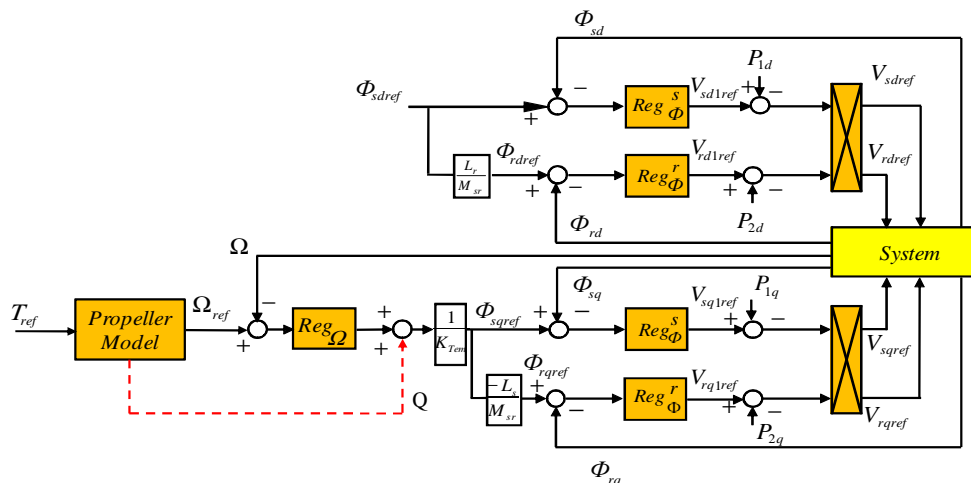 Φsd
P1d
Φsdref
−
Reg Φ s
Vsd1ref
+
−
Vsdref
+
Lr
Msr
Φrdref
+
−
Reg Φ r
Vrd1ref
+
−
Vrdref
P2d
Φrd
System
Ω
Φsq
P1q
Tref
Propeller
Model
Ωref
−
+
RegΩ
+
+
1
KTem
Φsqref
+
−
Reg Φ s
Vsq1ref
+
−
Vsqref
Q
−Ls
Msr
Φrqref
+
−
Reg Φ r
Vrq1ref
+
−
Vrqref
P2q
Φrq